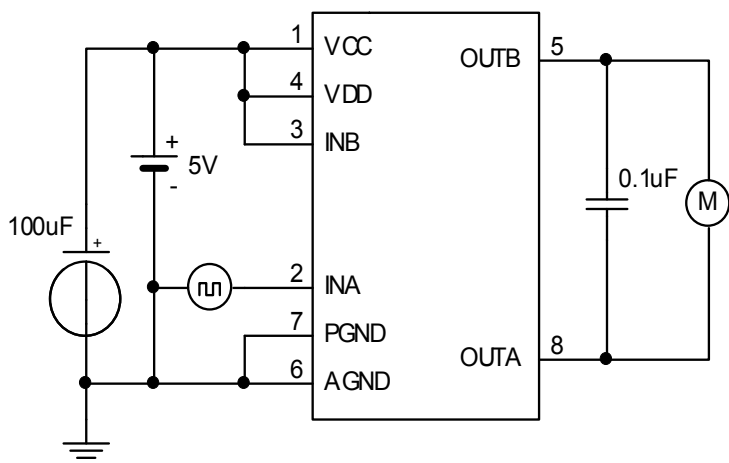 1
VCC
OUTB
5
4
VDD
3
INB
+
5V
-
0.1uF
M
100uF
+
2
INA
7
PGND
OUTA
8
6
AGND